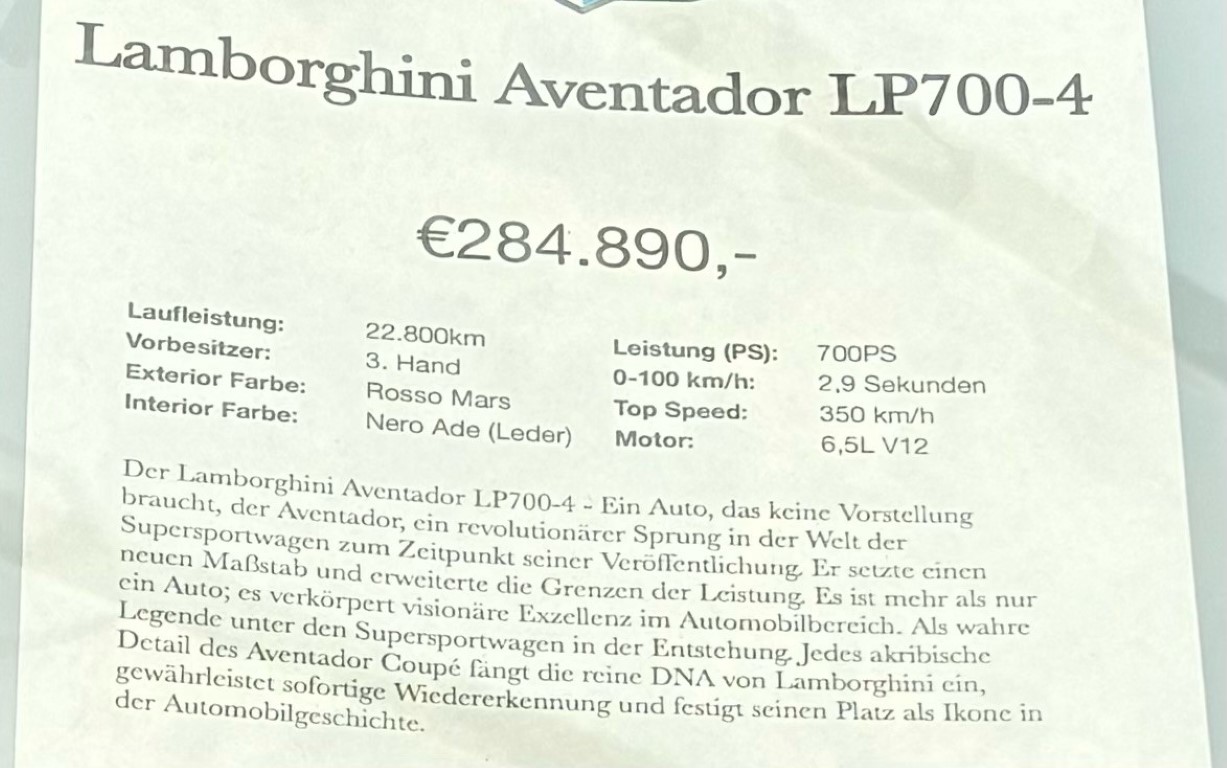 Lamborghini Aventador LP700-4
€284.890,-
Laufleistung: 22.800km
Vorbesitzer: 3. Hand
Exterior Farbe: Rosso Mars
Interior Farbe: Nero Ade (Leder)
Leistung (PS): 700PS
0-100 km/h: 2,9 Sekunden
Top Speed: 350 km/h
Motor: 6,5L V12
Der Lamborghini Aventador LP700-4 - Ein Auto, das keine Vorstellung
braucht, der Aventador, ein revolutionärer Sprung in der Welt der
Supersportwagen zum Zeitpunkt seiner Veröffentlichung. Er setzte einen
neuen Maßstab und erweiterte die Grenzen der Leistung. Es ist mehr als nur
ein Auto; es verkörpert visionäre Exzellenz im Automobilbereich. Als wahre
Legende unter den Supersportwagen in der Entstehung. Jedes akribische
Detail des Aventador Coupé fängt die reine DNA von Lamborghini ein,
gewährleistet sofortige Wiedererkennung und festigt seinen Platz als Ikone in
der Automobilgeschichte.